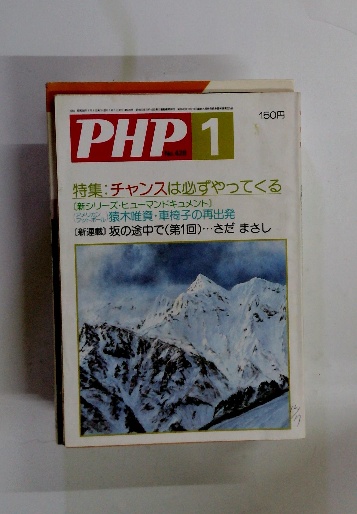 150円
PHP 1
特集:チャンスは必ずやってくる
〔新シリーズ・ヒューマンドキュメント〕
猿木唯資・車椅子の再出発
〔新連載〕坂の途中で〈第1回〉…さだ まさし